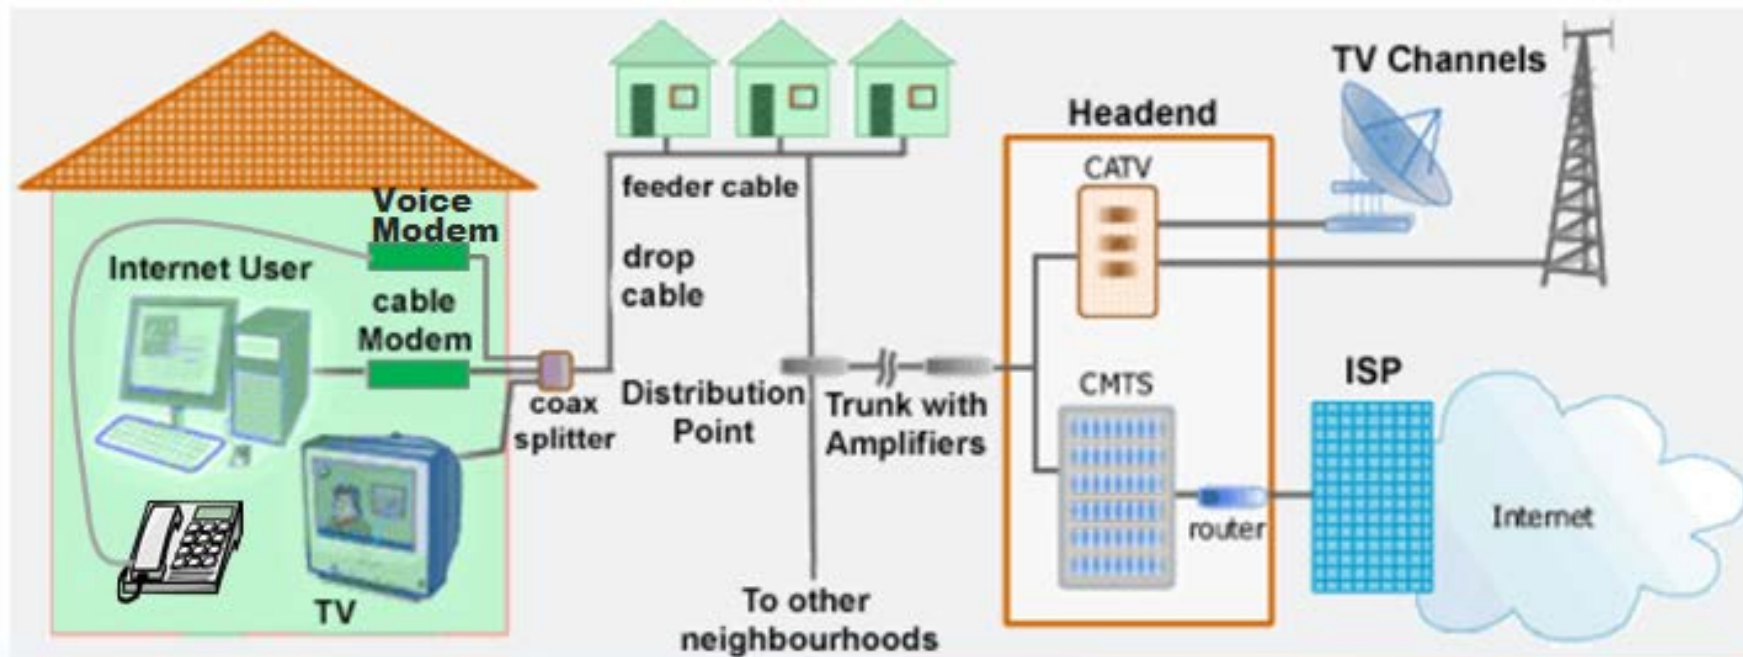 TV Channels
Headend
CATV
feeder cable
Voice
Modem
Internet User
drop
cable
cable
Modem
ISP
CMTS
Distribution
Point
Trunk with
Amplifiers
coax
splitter
router
Internet
TV
To other
neighbourhoods